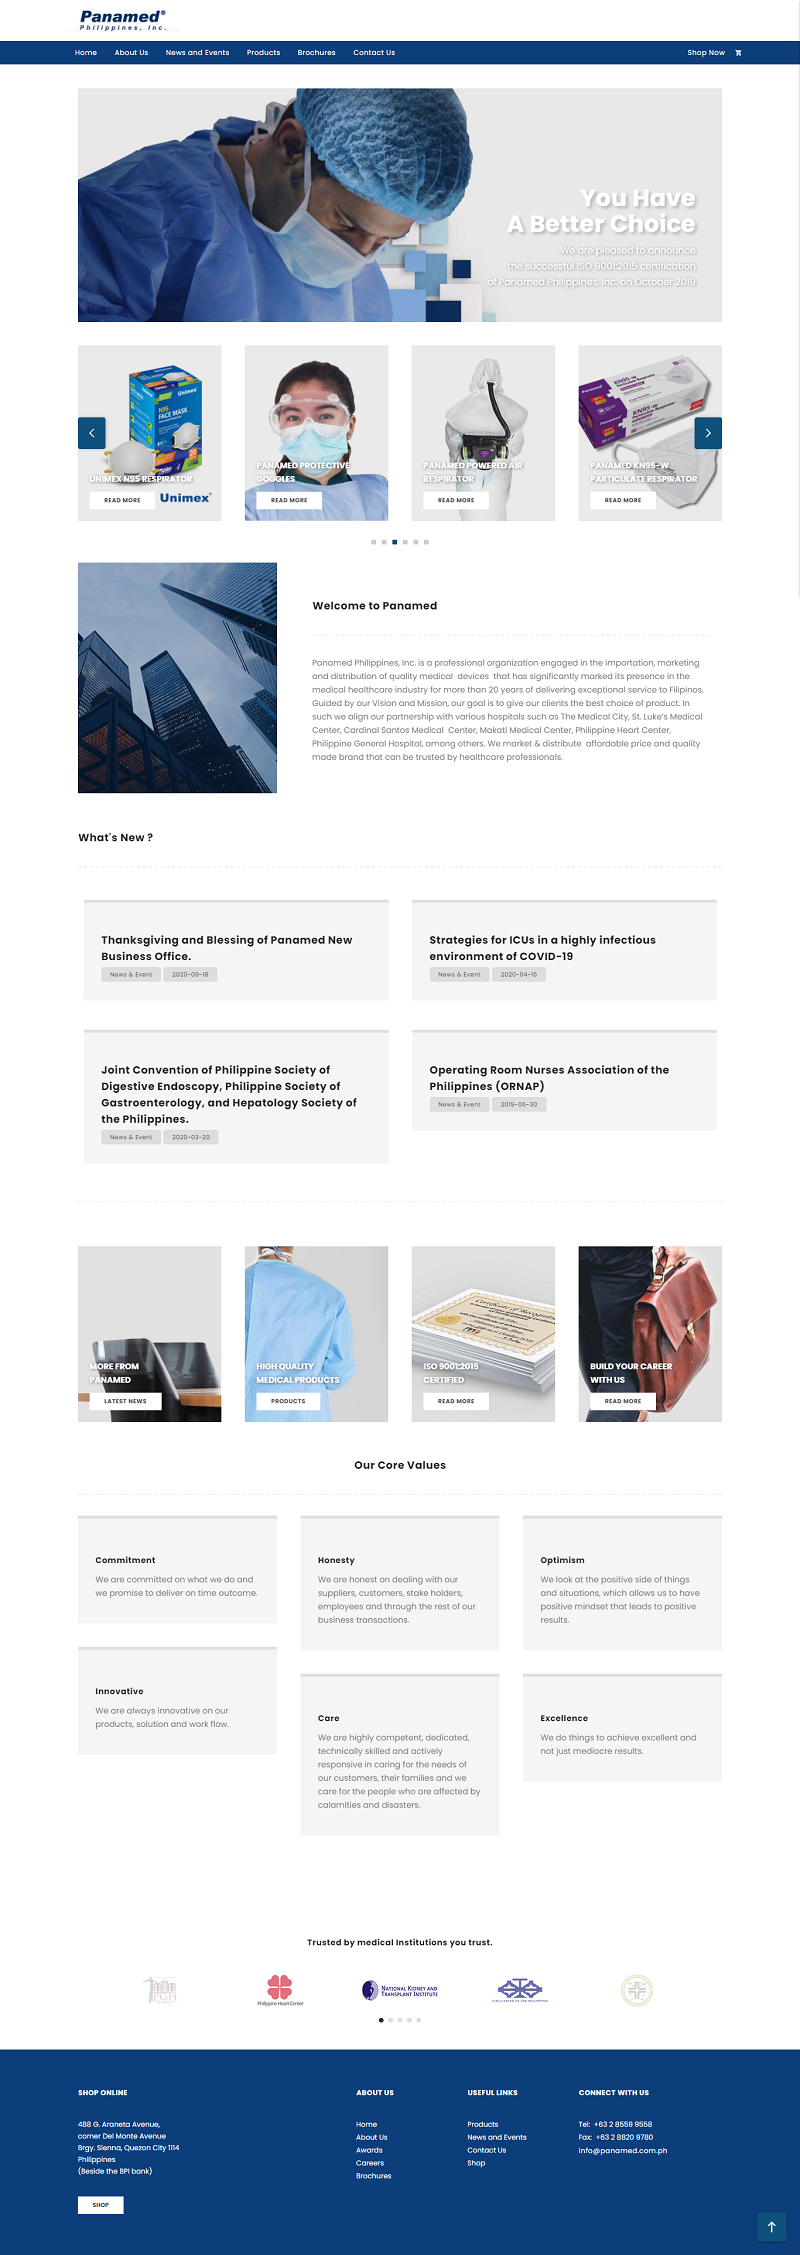 Panamed®
Philippines, Inc.
Home About Us News and Events Products Brochures Contact Us Shop Now
You Have
A Better Choice
We are pleased to announce
the successful ISO 9001:2015 certification
of Panamed Philippines, Inc. on October 2019
Unimex
N95
FACE MASK
UNIMEX N95 RESPIRATOR
READ MORE
Unimex®
PANAMED PROTECTIVE
GOGGLES
READ MORE
PANAMED POWERED AIR
RESPIRATOR
READ MORE
KN95-W
KN95-W
PANAMED KN95-W
PARTICULATE RESPIRATOR
READ MORE
Welcome to Panamed
Panamed Philippines, Inc. is a professional organization engaged in the importation, marketing
and distribution of quality medical devices that has significantly marked its presence in the
medical healthcare industry for more than 20 years of delivering exceptional service to Filipinos.
Guided by our Vision and Mission, our goal is to give our clients the best choice of product. In
such we align our partnership with various hospitals such as The Medical City, St. Luke's Medical
Center, Cardinal Santos Medical Center, Makati Medical Center, Philippine Heart Center,
Philippine General Hospital, among others. We market & distribute affordable price and quality
made brand that can be trusted by healthcare professionals.
What's New ?
Thanksgiving and Blessing of Panamed New
Business Office.
News & Event 2020-09-18
Strategies for ICUs in a highly infectious
environment of COVID-19
News & Event 2020-04-16
Joint Convention of Philippine Society of
Digestive Endoscopy, Philippine Society of
Gastroenterology, and Hepatology Society of
the Philippines.
News & Event 2020-03-20
Operating Room Nurses Association of the
Philippines (ORNAP)
News & Event 2019-06-30
MORE FROM
PANAMED
LATEST NEWS
HIGH QUALITY
MEDICAL PRODUCTS
PRODUCTS
Certificate of Recognition
ISO 9001:2015
CERTIFIED
READ MORE
BUILD YOUR CAREER
WITH US
READ MORE
Our Core Values
Commitment
We are committed on what we do and
we promise to deliver on time outcome.
Honesty
We are honest on dealing with our
suppliers, customers, stake holders,
employees and through the rest of our
business transactions.
Optimism
We look at the positive side of things
and situations, which allows us to have
positive mindset that leads to positive
results.
Innovative
We are always innovative on our
products, solution and work flow.
Care
We are highly competent, dedicated,
technically skilled and actively
responsive in caring for the needs of
our customers, their families and we
care for the people who are affected by
calamities and disasters.
Excellence
We do things to achieve excellent and
not just mediocre results.
Trusted by medical Institutions you trust.
PGH
Philippine Heart Center
NATIONAL KIDNEY AND
TRANSPLANT INSTITUTE
LUNG CENTER OF THE PHILIPPINES
SHOP ONLINE
488 G. Araneta Avenue,
corner Del Monte Avenue
Brgy. Sienna, Quezon City 1114
Philippines
(Beside the BPI bank)
SHOP
ABOUT US
Home
About Us
Awards
Careers
Brochures
USEFUL LINKS
Products
News and Events
Contact Us
Shop
CONNECT WITH US
Tel: +63 2 8559 9558
Fax: +63 2 8820 9780
info@panamed.com.ph